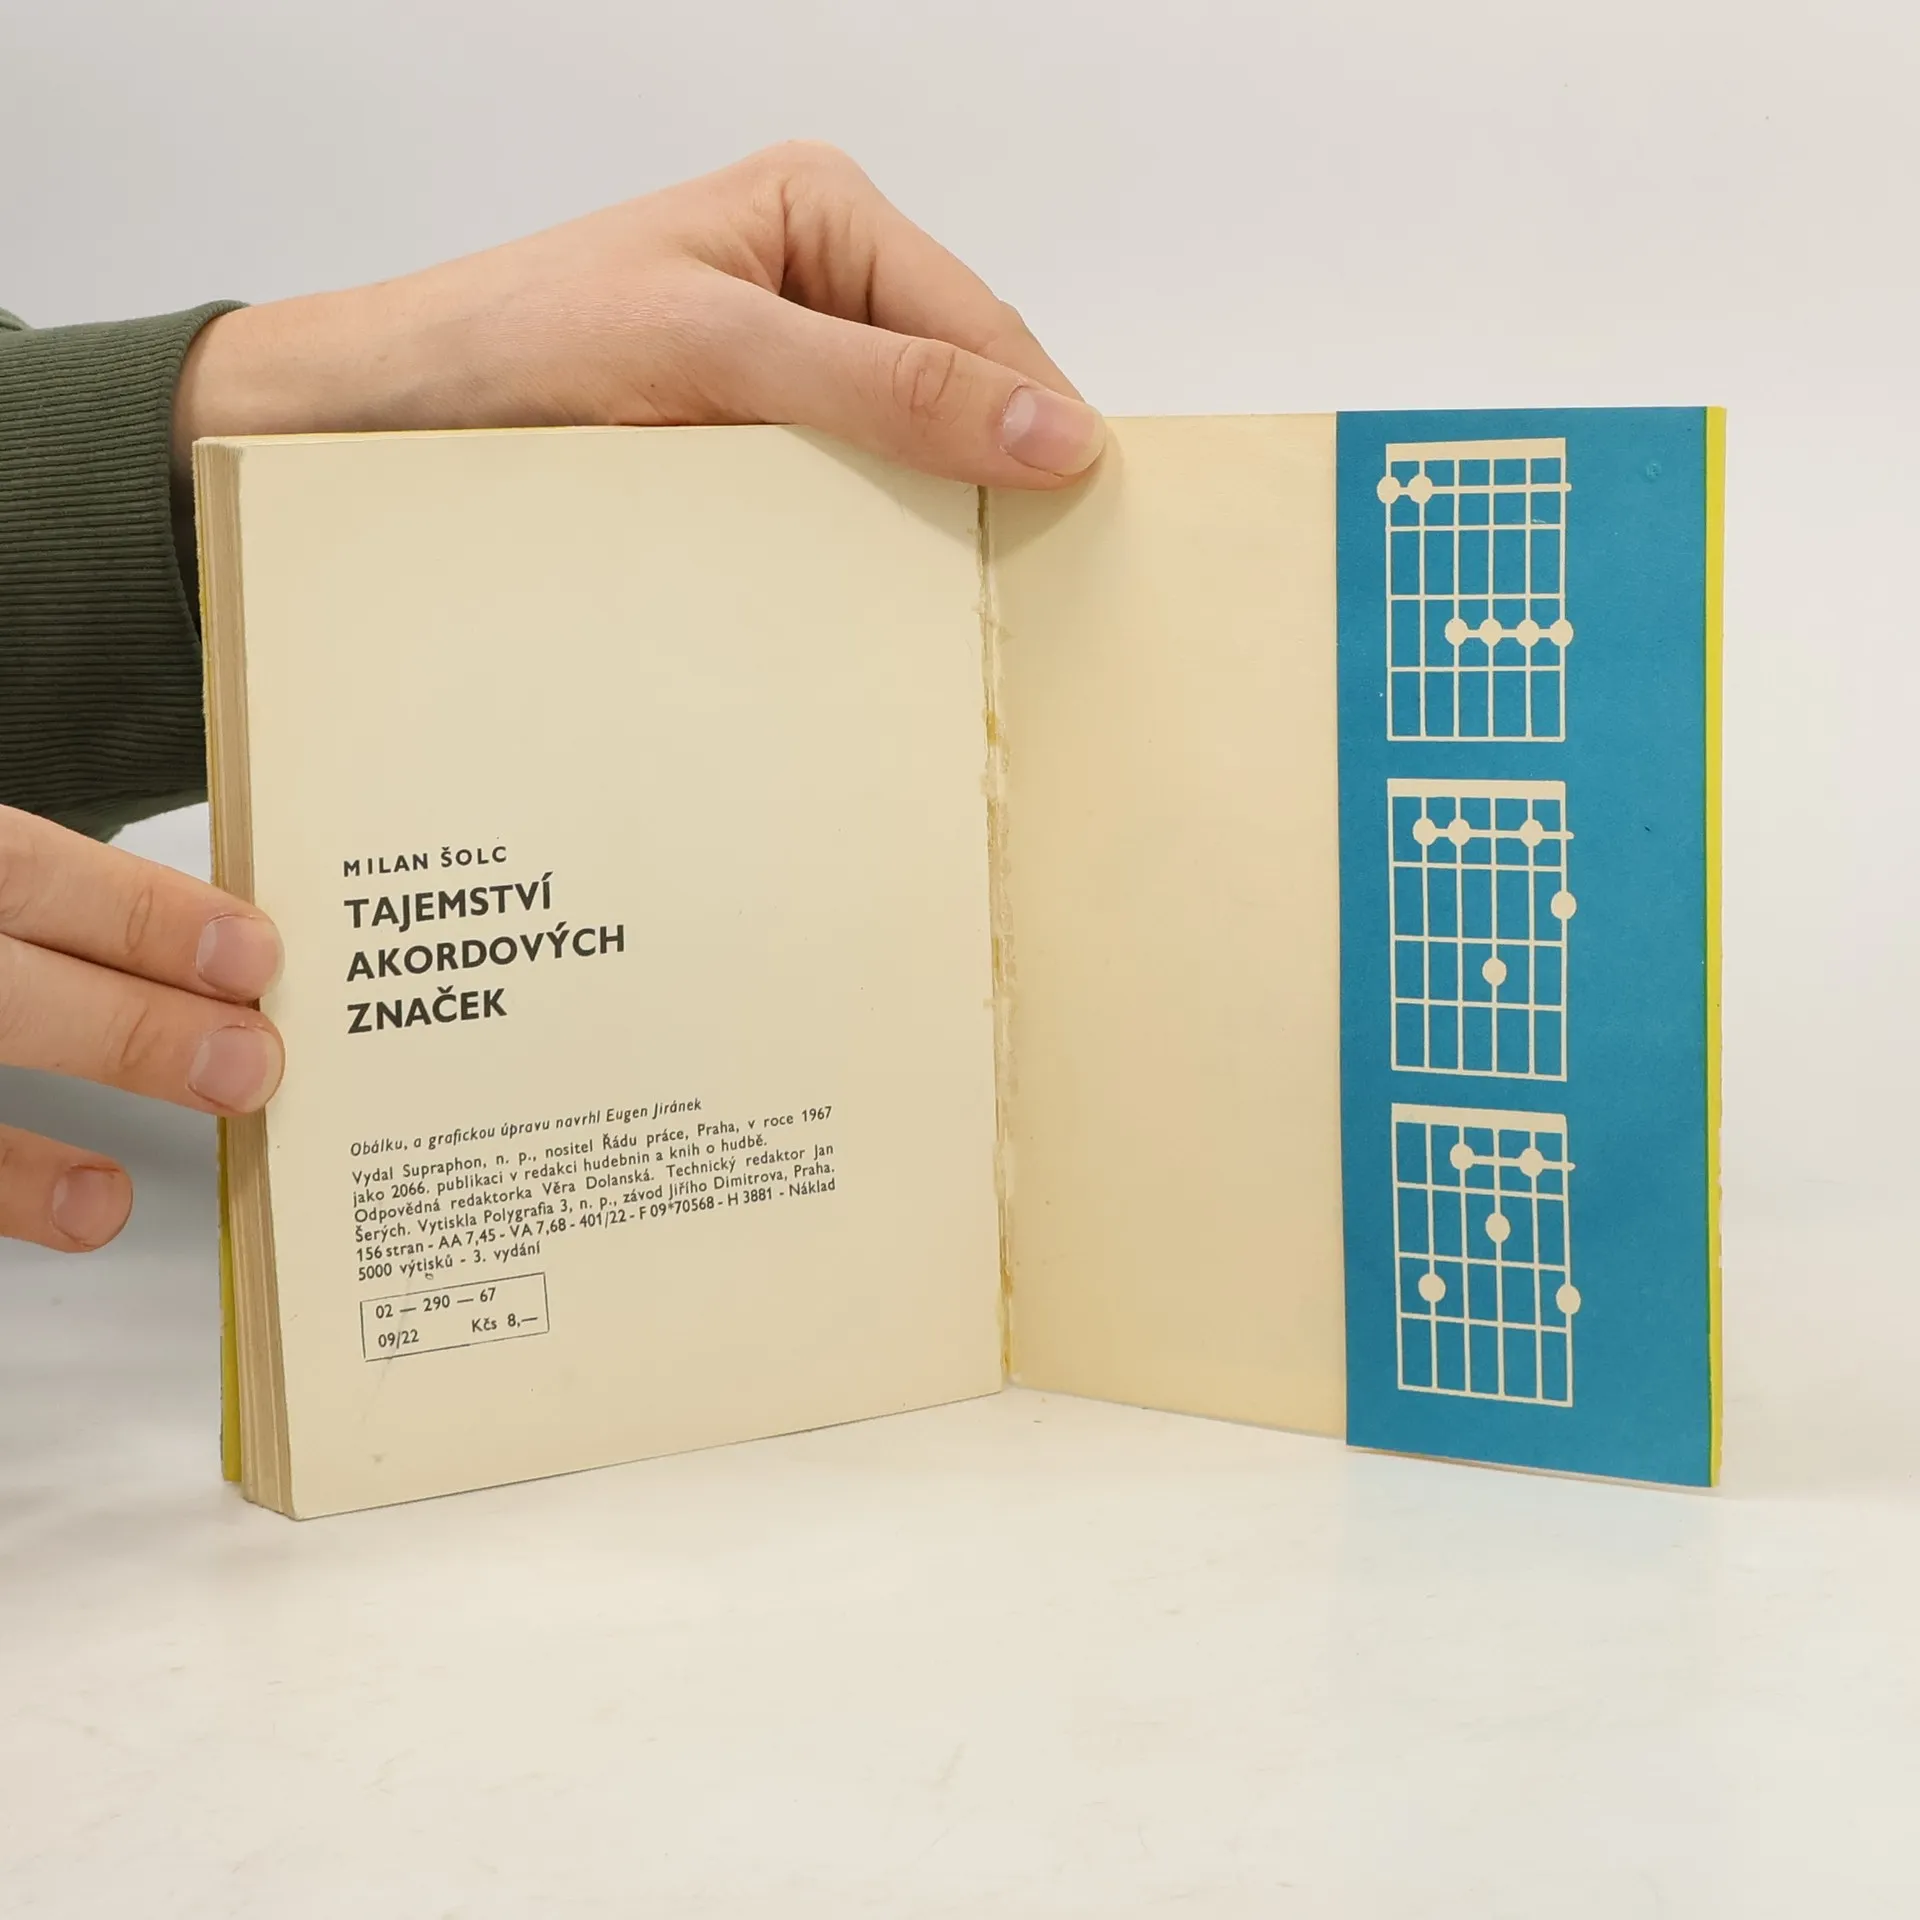 MILAN ŠOLC
TAJEMSTVÍ
AKORDOVÝCH
ZNAČEK
Obálku, a grafickou úpravu navrhl Eugen Jiránek
Vydal Supraphon, n. p., nositel Řádu práce, Praha, v roce 1967
jako 2066. publikaci v redakci hudebnin a knih o hudbě.
Odpovědná redaktorka Věra Dolanská. Technický redaktor Jan
Šerých. Vytiskla Polygrafia 3, n. p., závod Jiřího Dimitrova, Praha.
156 stran - AA 7,45 - VA 7,68 - 401/22 - F 09*70568 - H 3881 - Náklad
5000 výtisků - 3. vydání
02 — 290 — 67
09/22 Kčs 8,—